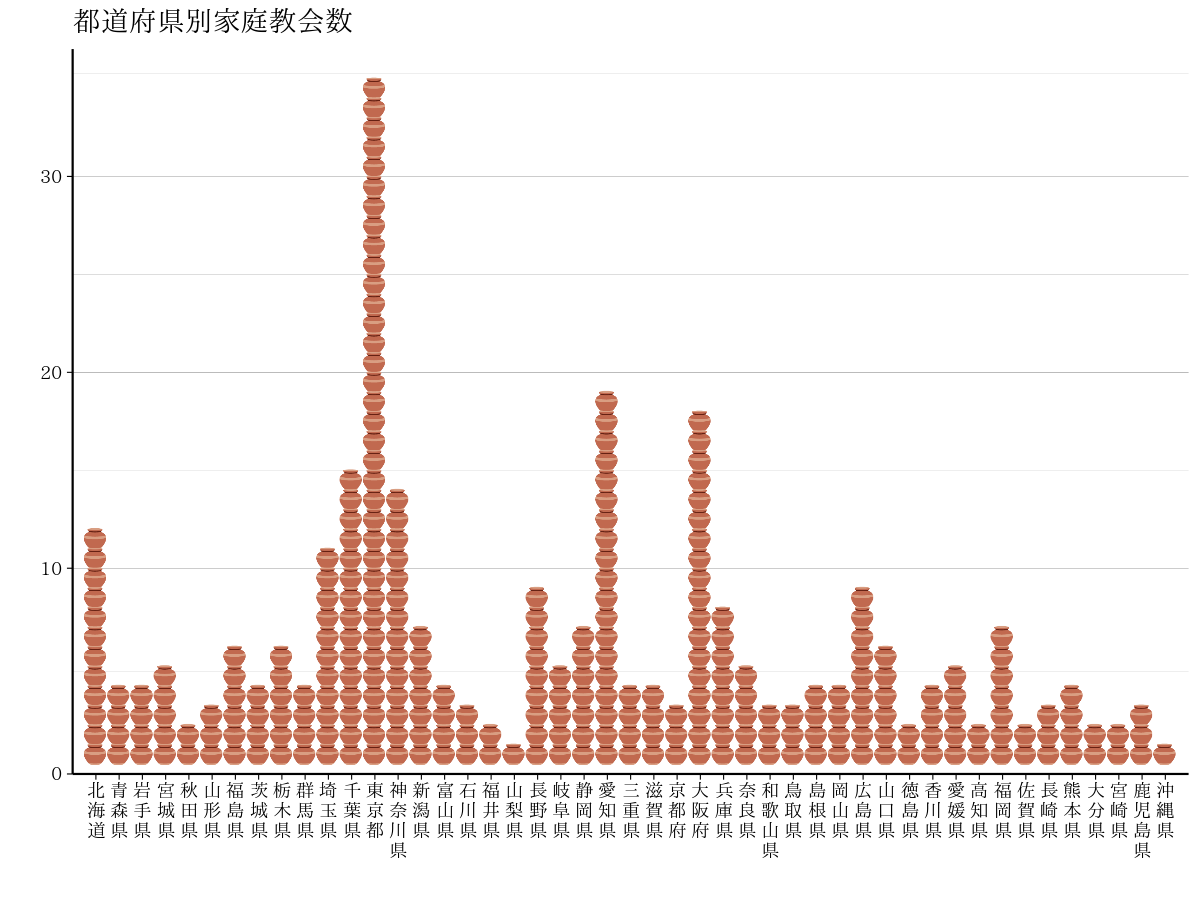 都道府県別家庭教会数
30
20
10
0
北海道
青森県
岩手県
宮城県
秋田県
山形県
福島県
茨城県
栃木県
群馬県
埼玉県
千葉県
東京都
神奈川県
新潟県
富山県
石川県
福井県
山梨県
長野県
岐阜県
静岡県
愛知県
三重県
滋賀県
京都府
大阪府
兵庫県
奈良県
和歌山県
鳥取県
島根県
岡山県
広島県
山口県
徳島県
香川県
愛媛県
高知県
福岡県
佐賀県
長崎県
熊本県
大分県
宮崎県
鹿児島県
沖縄県